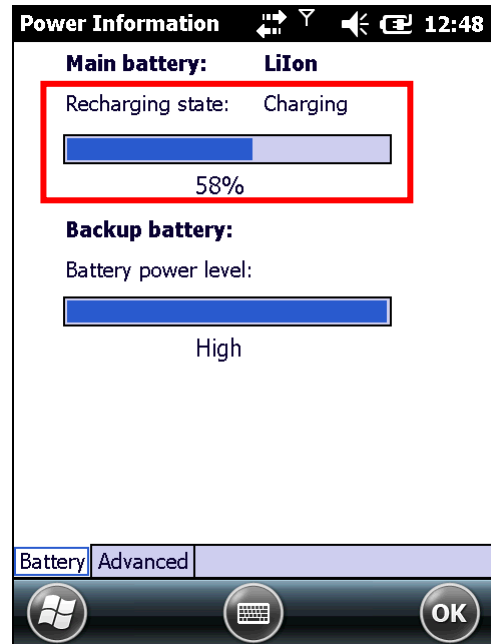 Power Information 12:48
Main battery: LiIon
Recharging state: Charging
58%
Backup battery:
Battery power level:
High
Battery Advanced
OK